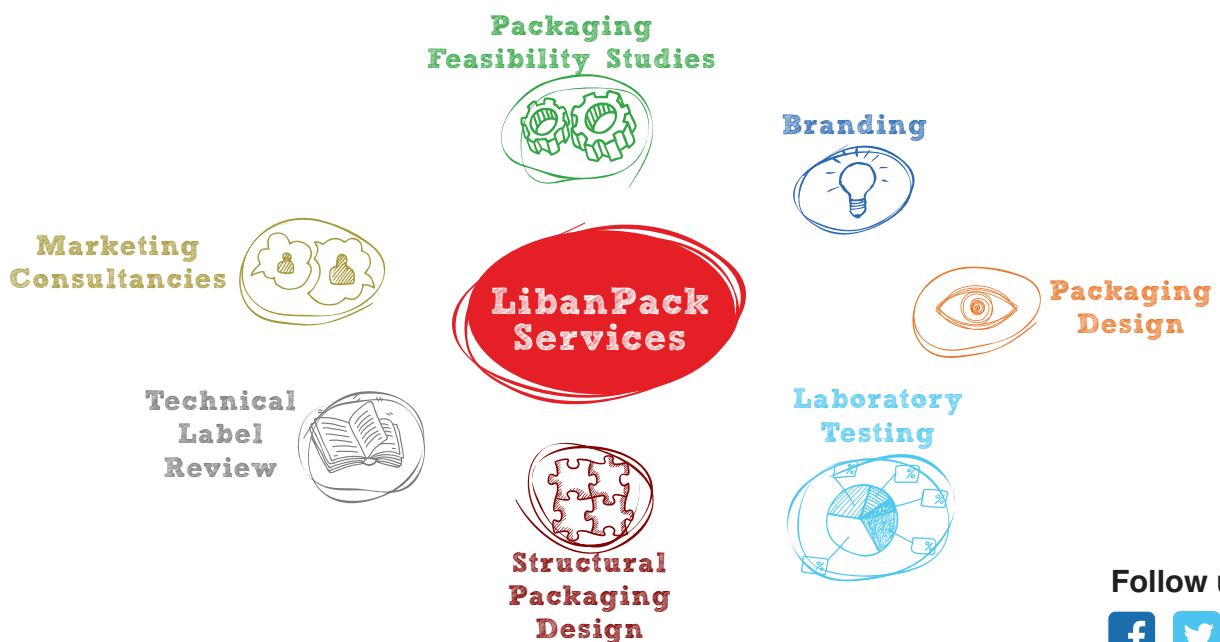 Packaging
Feasibility Studies
Branding
Marketing
Consultancies
LibanPack
Services
Packaging
Design
Technical
Label
Review
Laboratory
Testing
%
%
%
%
%
Structural
Packaging
Design
Follow